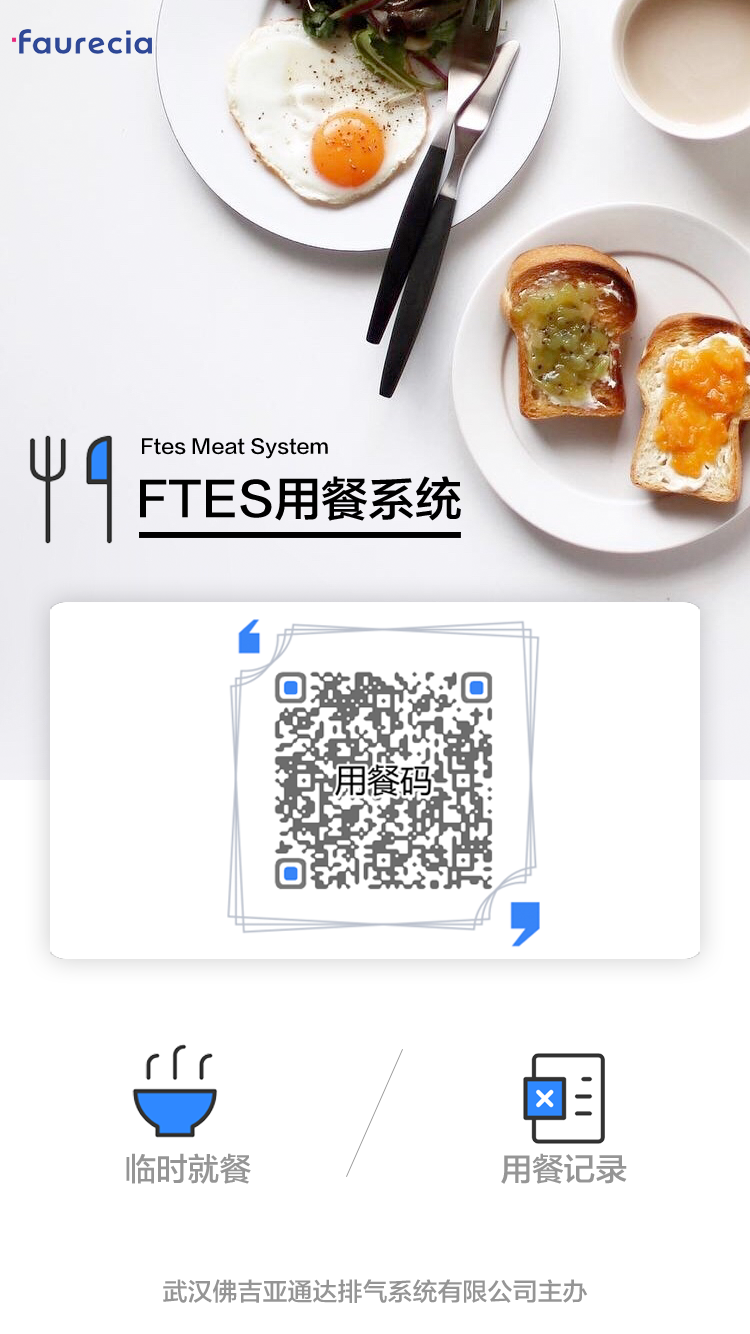 faurecia
Ftes Meat System
FTES用餐系统
用餐码
临时就餐
用餐记录
武汉佛吉亚通达排气系统有限公司主办